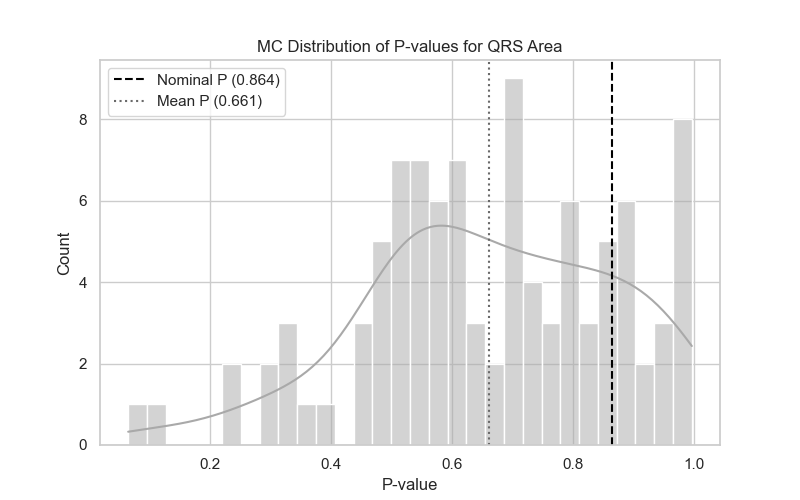 MC Distribution of P-values for QRS Area
Nominal P (0.864)
Mean P (0.661)
8
6
4
2
0
Count
0.2 0.4 0.6 0.8 1.0
P-value